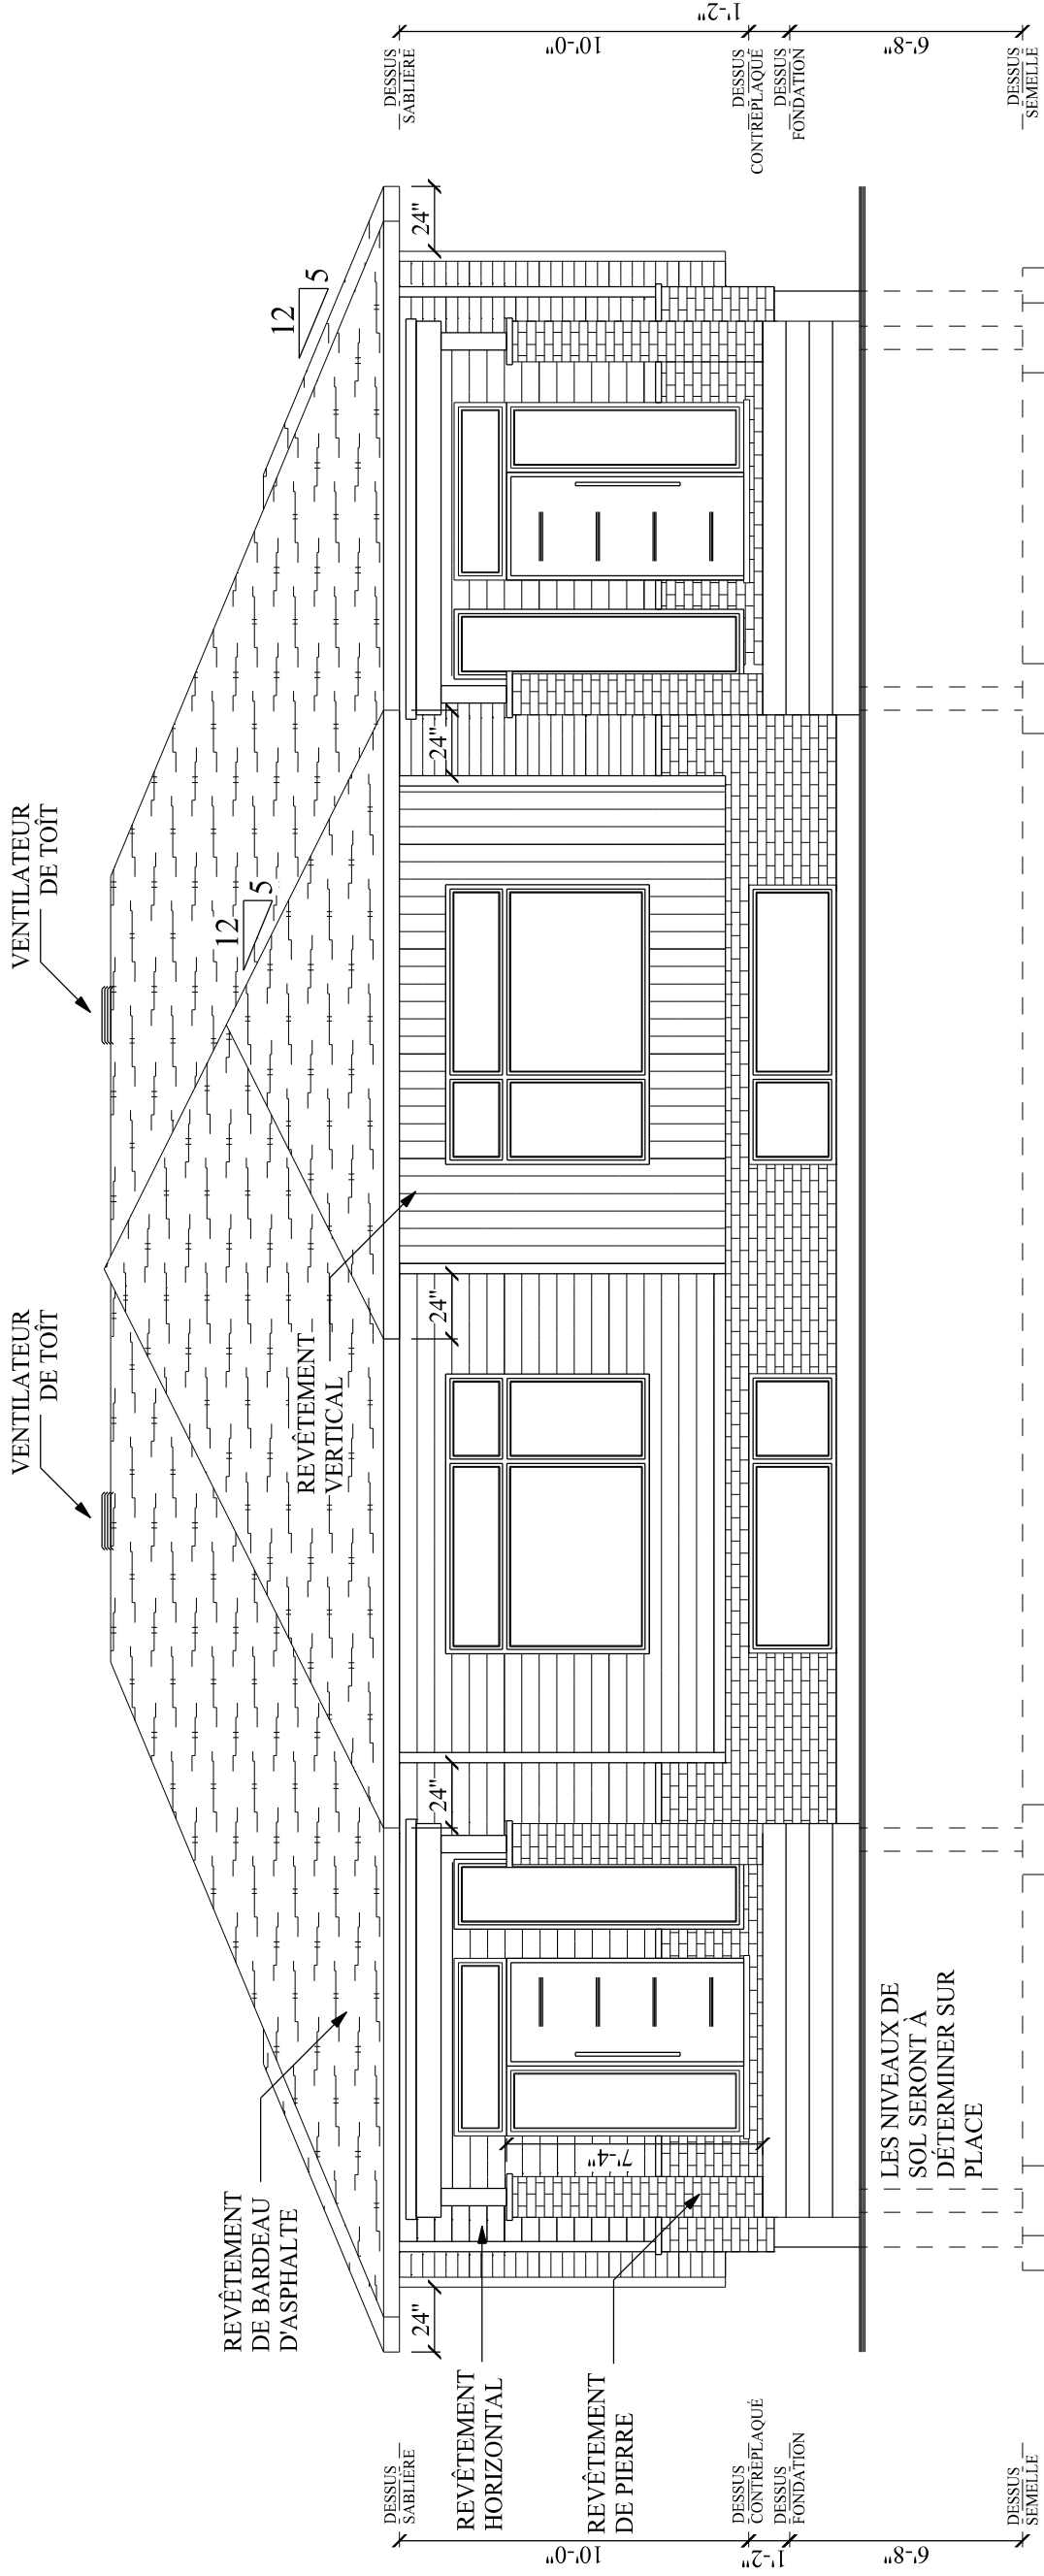 VENTILATEUR
DE TOÎT
VENTILATEUR
DE TOÎT
REVÊTEMENT
DE BARDEAU
D'ASPHALTE
REVÊTEMENT
VERTICAL
12
5
12
5
DESSUS
SABLIÈRE
DESSUS
CONTREPLAQUÉ
DESSUS
FONDATION
DESSUS
SEMELLE
10'-0"
1'-2"
6'-8"
REVÊTEMENT
HORIZONTAL
REVÊTEMENT
DE PIERRE
24"
24"
24"
24"
24"
7'-4"
LES NIVEAUX DE
SOL SERONT À
DÉTERMINER SUR
PLACE
DESSUS
SABLIÈRE
DESSUS
CONTREPLAQUÉ
DESSUS
FONDATION
DESSUS
SEMELLE
10'-0"
1'-2"
6'-8"